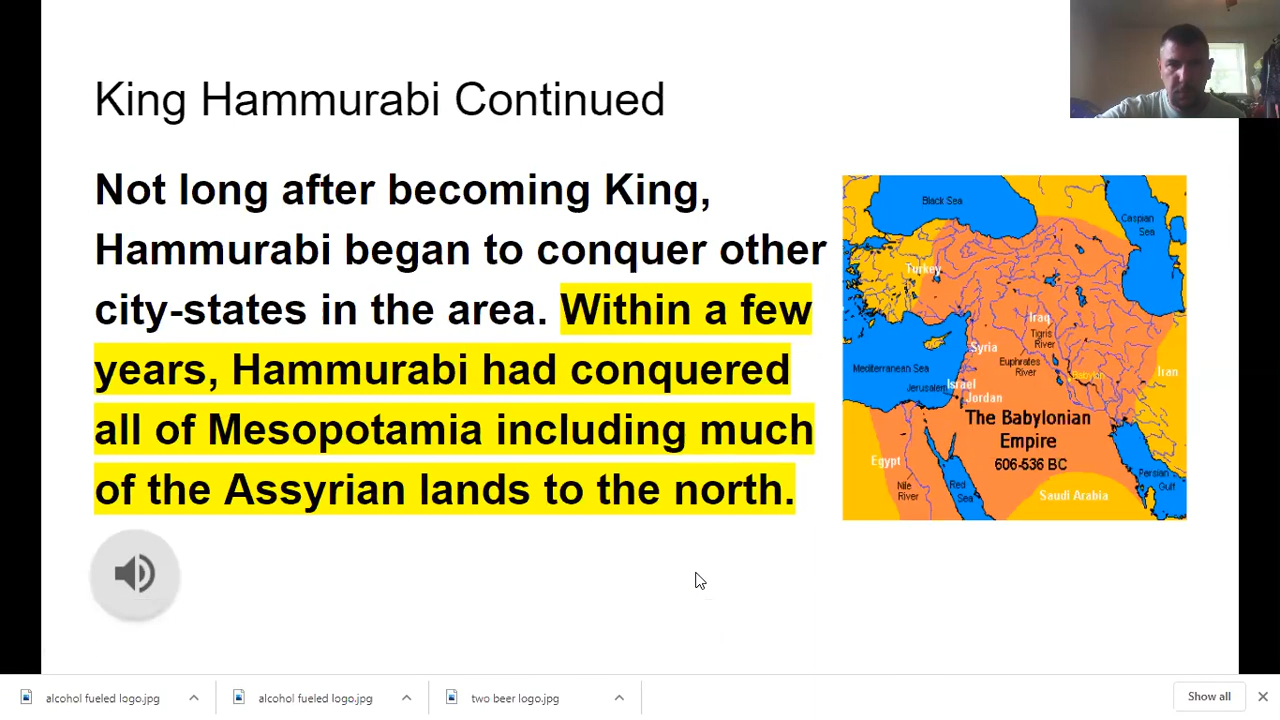 King Hammurabi Continued
Not long after becoming King,
Hammurabi began to conquer other
city-states in the area. Within a few
years, Hammurabi had conquered
all of Mesopotamia including much
of the Assyrian lands to the north.
Black Sea
Caspian
Sea
Turkey
Iraq
Tigris
River
Syria
Mediterranean Sea
Euphrates
River
Iran
Babylon
Jerusalem
Israel
Jordan
The Babylonian
Empire
606-536 BC
Egypt
Nile
River
Red
Sea
Persian
Gulf
Saudi Arabia
alcohol fueled logo.jpg
alcohol fueled logo.jpg
two beer logo.jpg
Show all